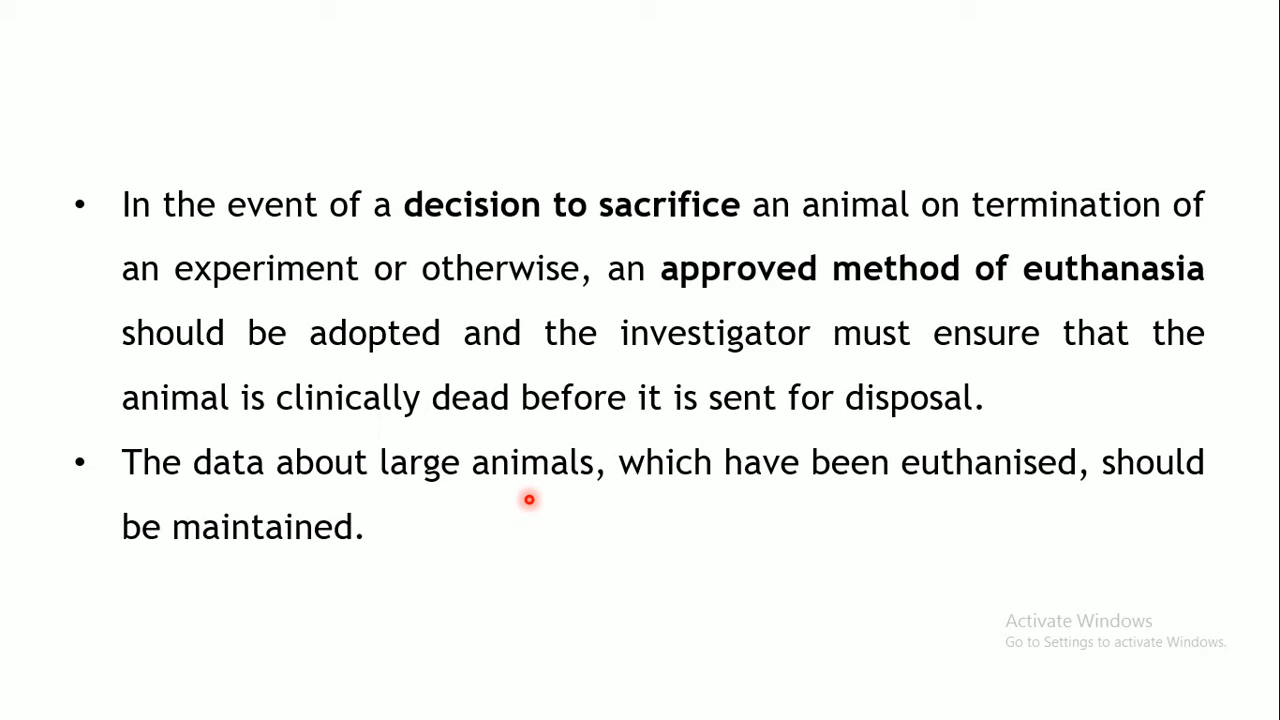 • In the event of a decision to sacrifice an animal on termination of
an experiment or otherwise, an approved method of euthanasia
should be adopted and the investigator must ensure that the
animal is clinically dead before it is sent for disposal.
• The data about large animals, which have been euthanised, should
be maintained.
Activate Windows
Go to Settings to activate Windows.